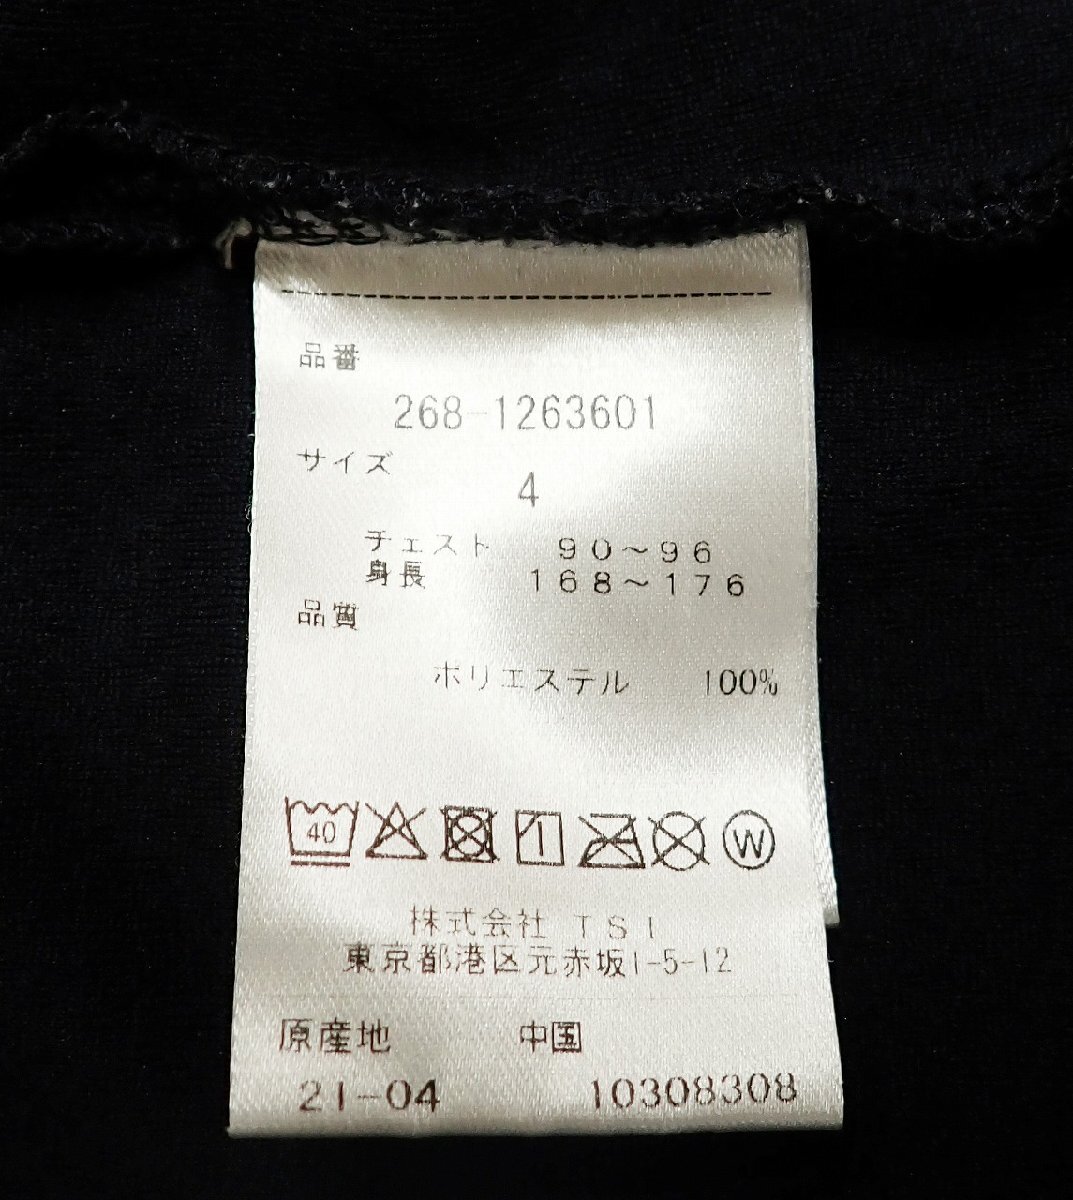 品番
268-1263601
サイズ
4
チェスト 90～96
身長 168～176
品質
ポリエステル 100%
40 W
株式会社 TSI
東京都港区元赤坂1-5-12
原産地 中国
21-04 10308308